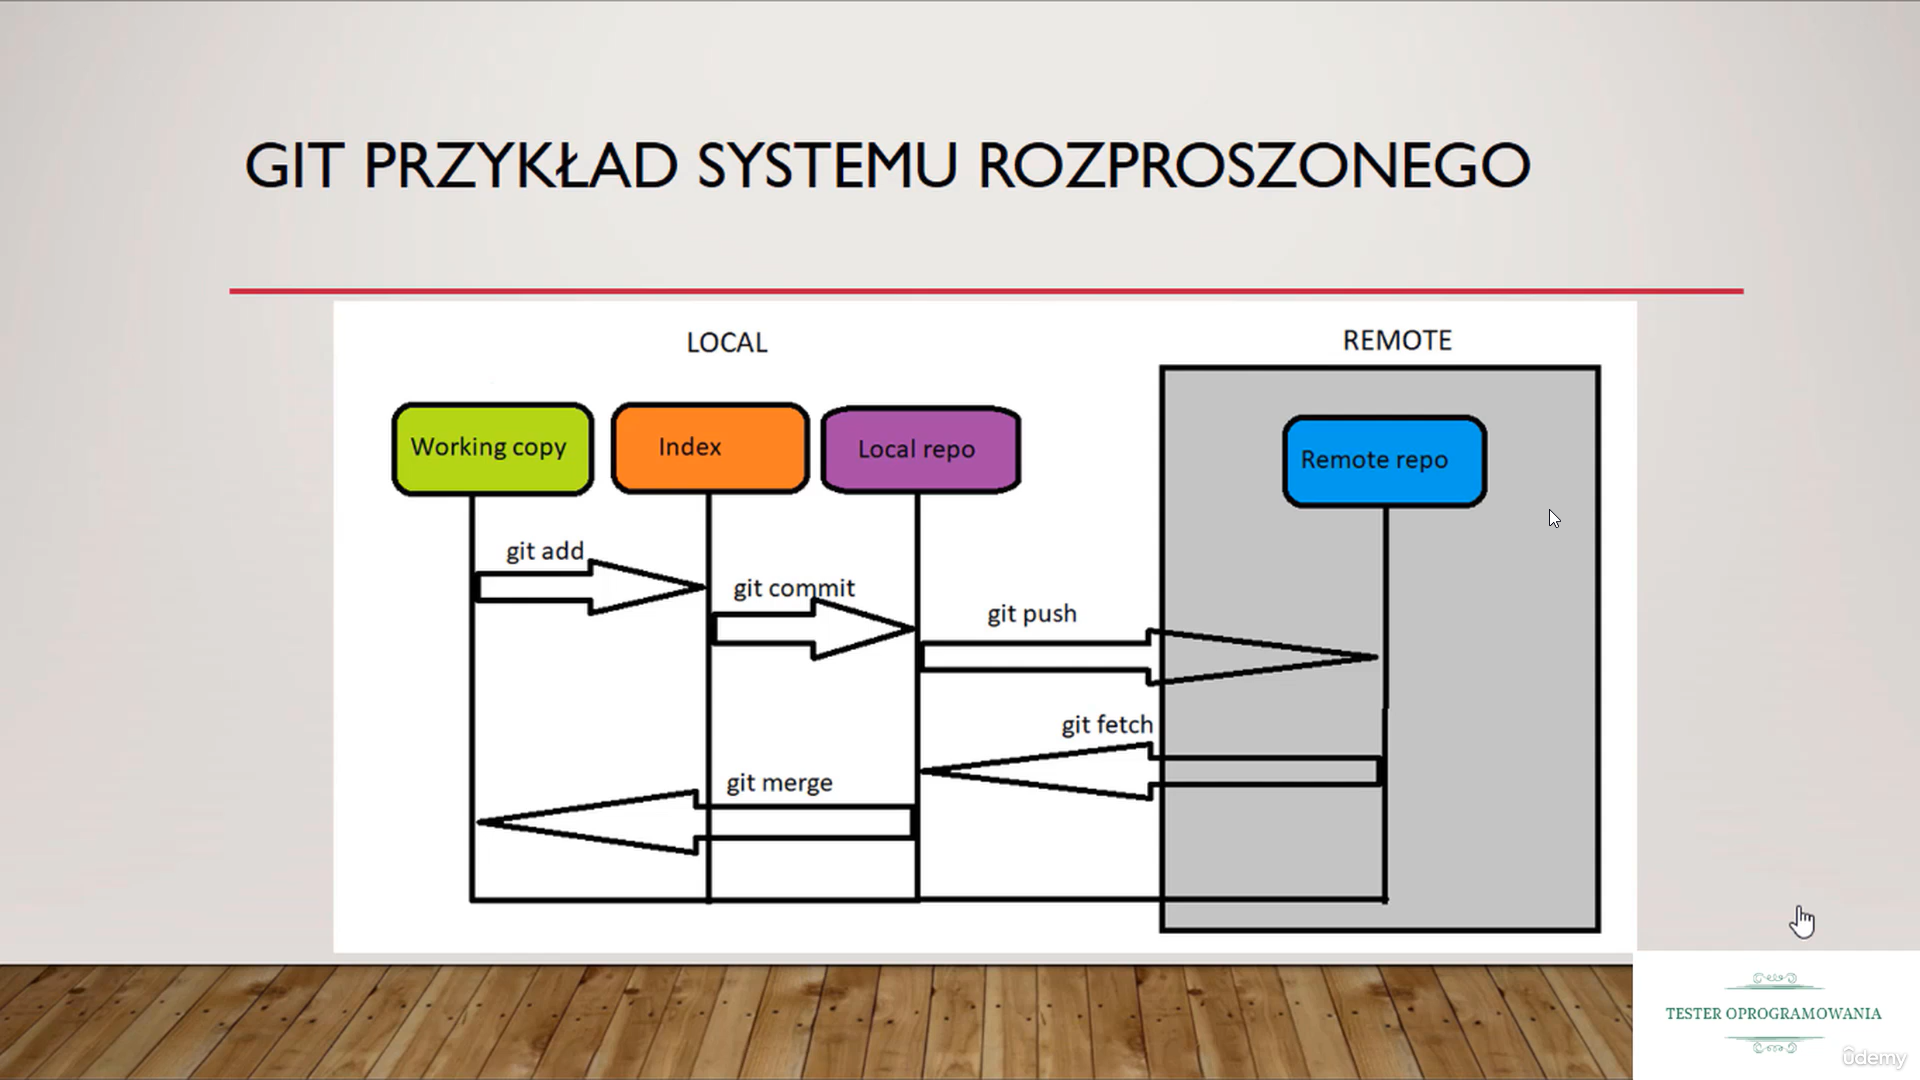 GIT PRZYKŁAD SYSTEMU ROZPROSZONEGO
LOCAL
REMOTE
Working copy
Index
Local repo
Remote repo
git add
git commit
git push
git fetch
git merge
TESTER OPROGRAMOWANIA
ûdemy